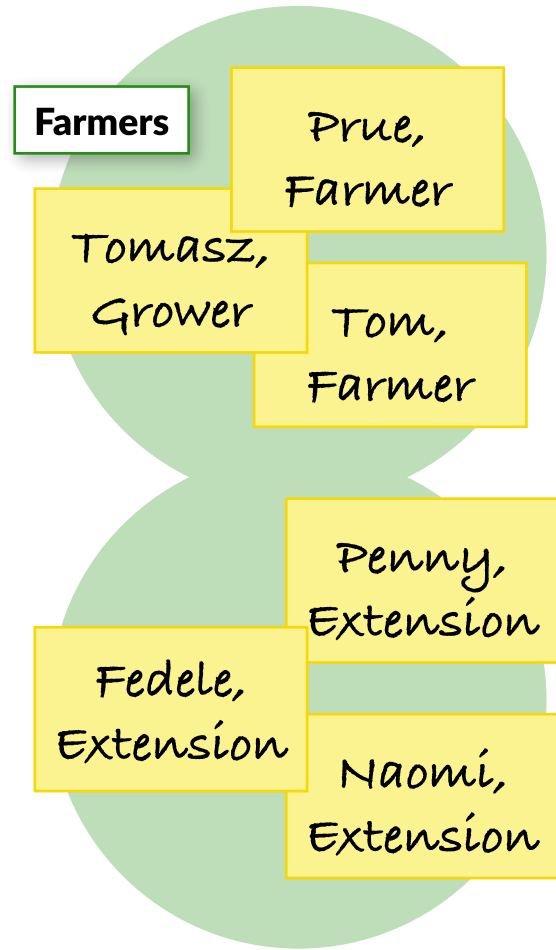 Farmers
Prue,
Farmer
Tomasz,
Grower
Tom,
Farmer
Penny,
Extension
Fedele,
Extension
Naomi,
Extension